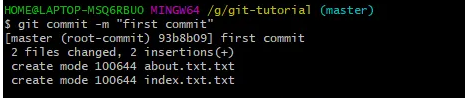 HOME@LAPTOP-MSQ6RBUO MINGW64 /g/git-tutorial (master)
$ git commit -m "first commit"
[master (root-commit) 93b8b09] first commit
 2 files changed, 2 insertions(+)
 create mode 100644 about.txt.txt
 create mode 100644 index.txt.txt